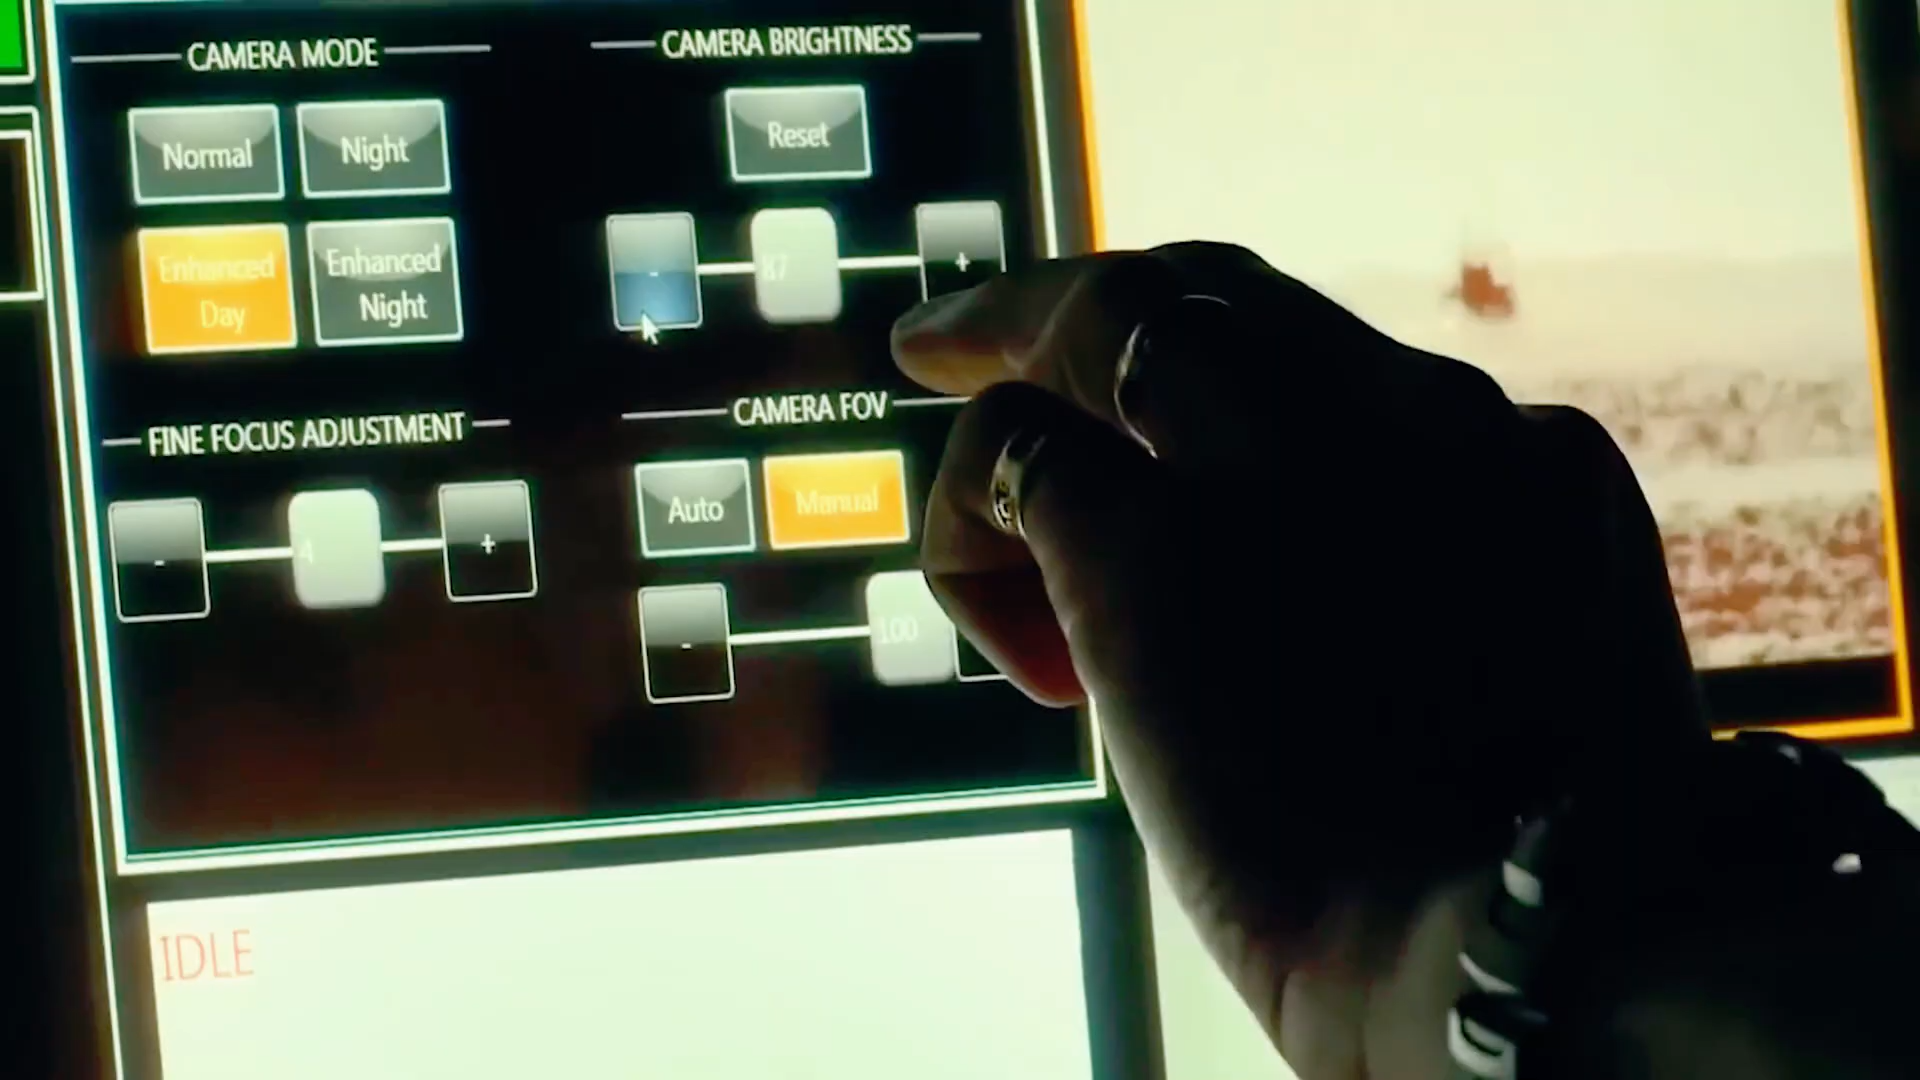 CAMERA MODE
CAMERA BRIGHTNESS
Normal
Night
Reset
Enhanced
Day
Enhanced
Night
-
87
+
FINE FOCUS ADJUSTMENT
CAMERA FOV
Auto
Manual
-
4
+
-
100
IDLE